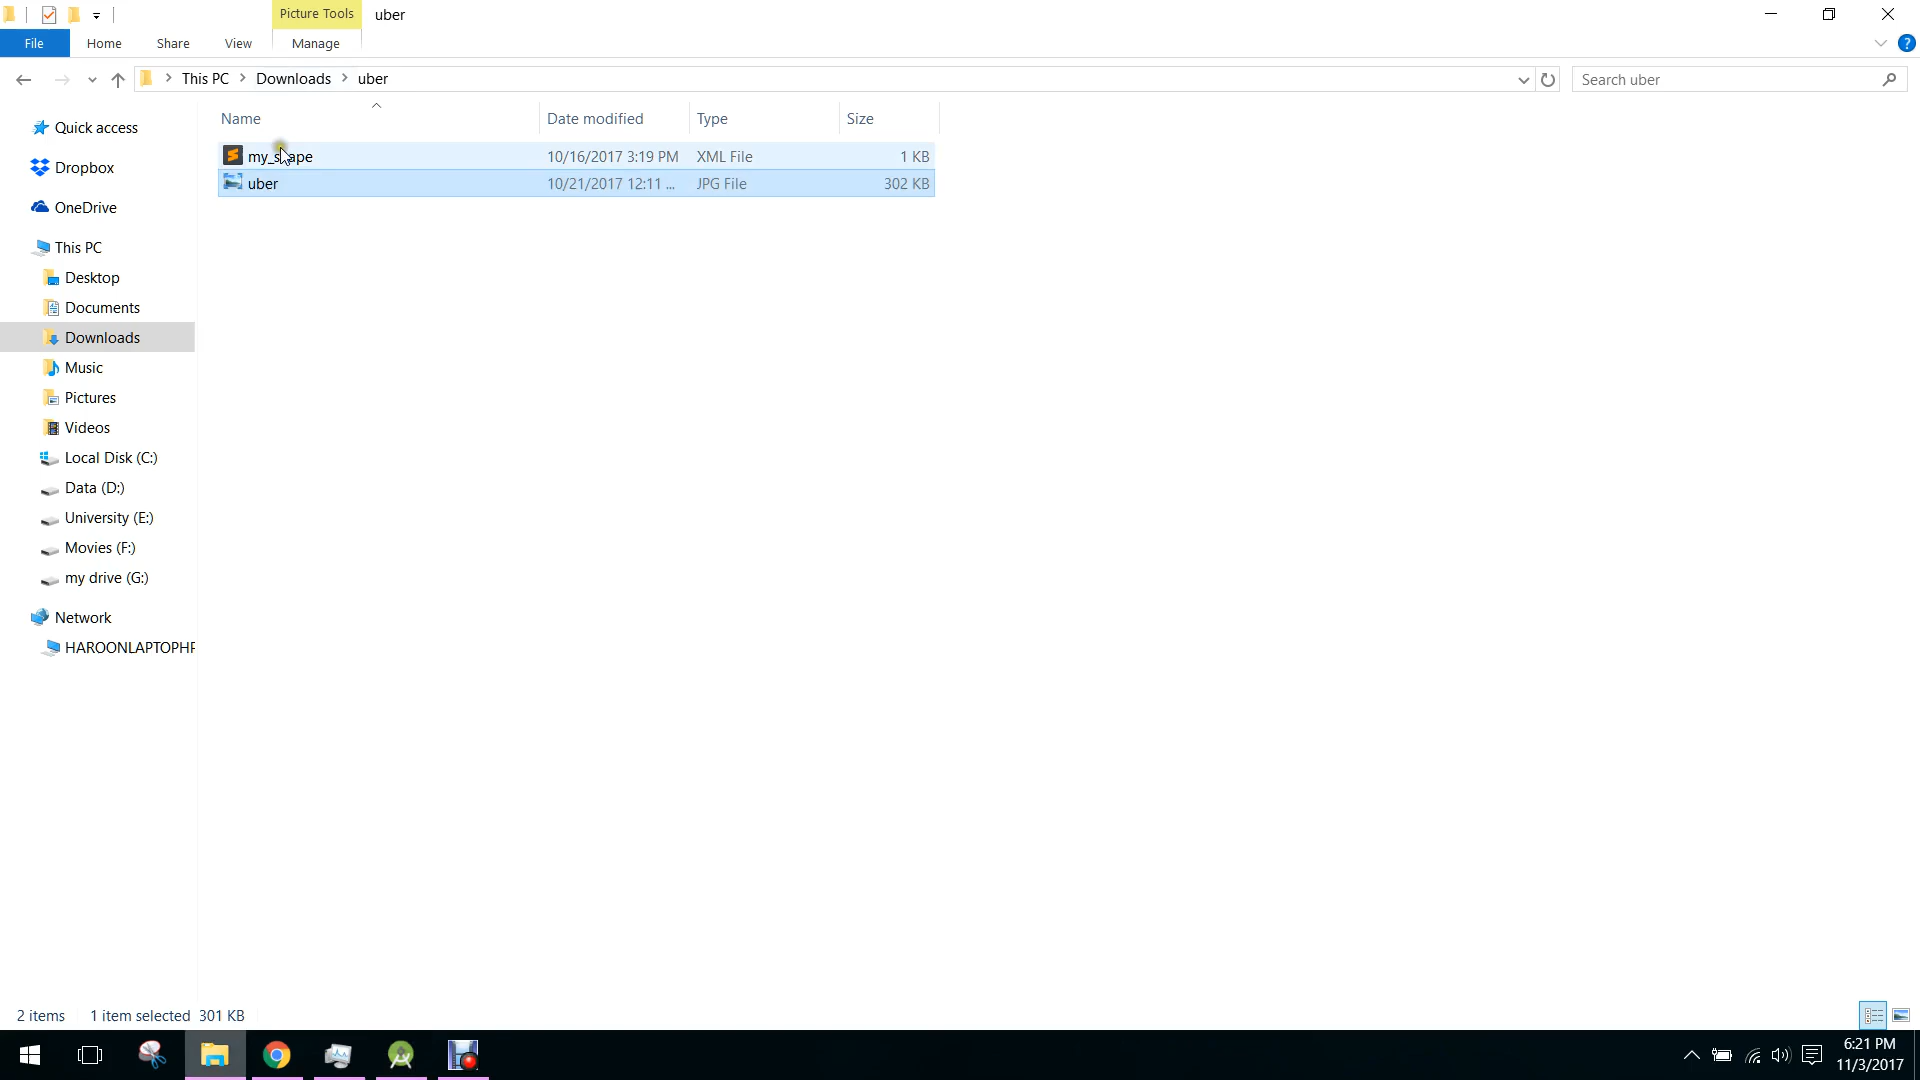 Picture Tools uber
File Home Share View Manage
This PC Downloads uber Search uber
Name Date modified Type Size
my_shape 10/16/2017 3:19 PM XML File 1 KB
uber 10/21/2017 12:11 ... JPG File 302 KB
Quick access
Dropbox
OneDrive
This PC
Desktop
Documents
Downloads
Music
Pictures
Videos
Local Disk (C:)
Data (D:)
University (E:)
Movies (F:)
my drive (G:)
Network
HAROONLAPTOPHP
2 items 1 item selected 301 KB
6:21 PM
11/3/2017